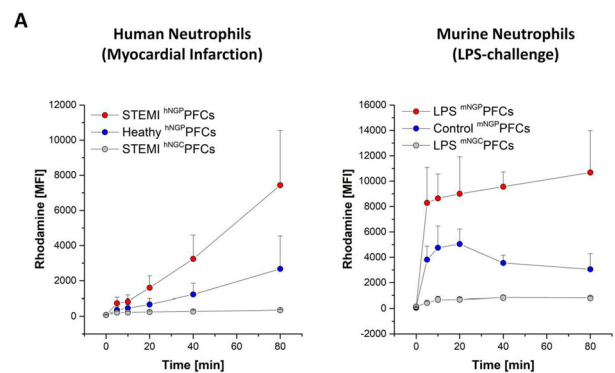 A
Human Neutrophils
(Myocardial Infarction)
Murine Neutrophils
(LPS-challenge)
STEMI hNGPPFCs
Heathy hNGPPFCs
STEMI hNGCPFCs
Rhodamine [MFI]
12000
10000
8000
6000
4000
2000
0
0
20
40
60
80
Time [min]
LPS mNGPPFCs
Control mNGPPFCs
LPS mNGCPFCs
Rhodamine [MFI]
16000
14000
12000
10000
8000
6000
4000
2000
0
-2000
0
20
40
60
80
Time [min]